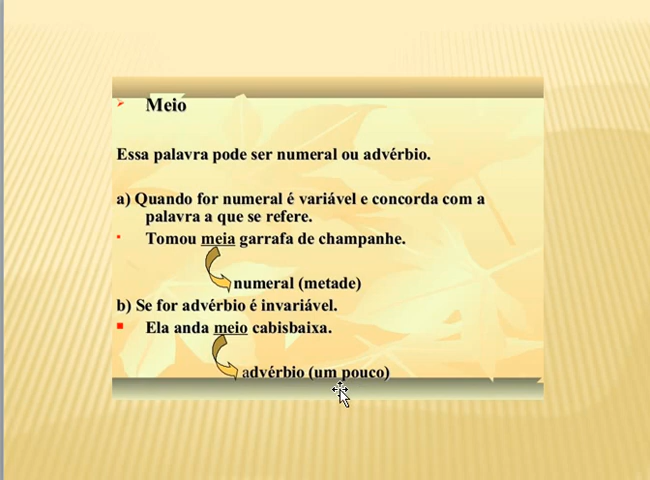 Meio
Essa palavra pode ser numeral ou advérbio.
a) Quando for numeral é variável e concorda com a
palavra a que se refere.
Tomou meia garrafa de champanhe.
numeral (metade)
b) Se for advérbio é invariável.
Ela anda meio cabisbaixa.
advérbio (um pouco)